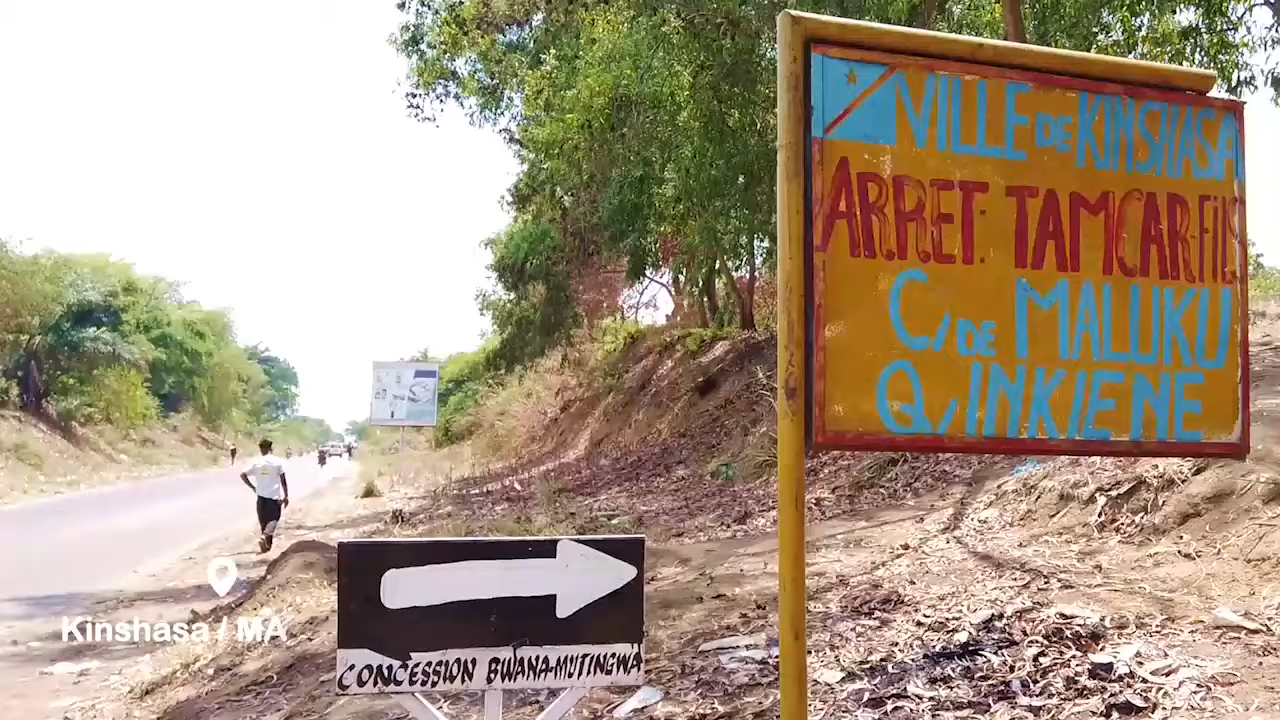 VILLE DE KINSHASA
ARRET: TAMCAR-FILS
C/DE MALUKU
Q/INKIENE
CONCESSION BWANA-MUTINGWA
Kinshasa / MA